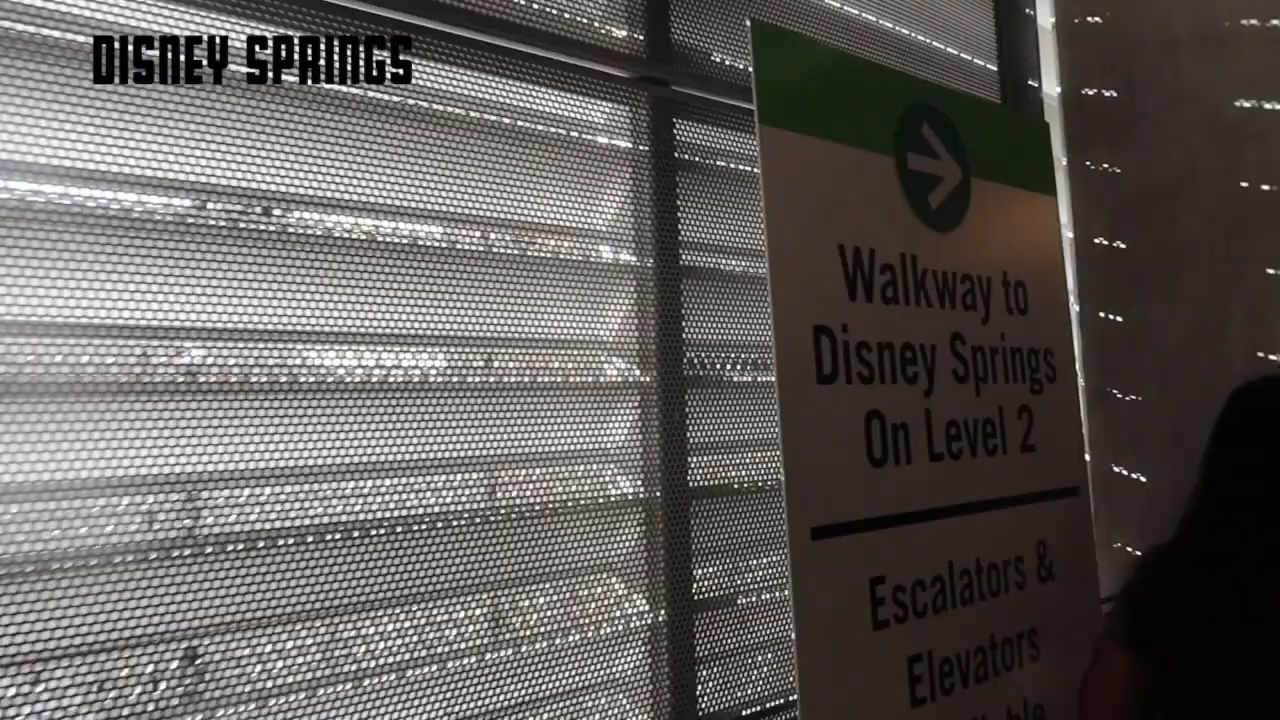 DISNEY SPRINGS
Walkway to
Disney Springs
On Level 2
Escalators &
Elevators